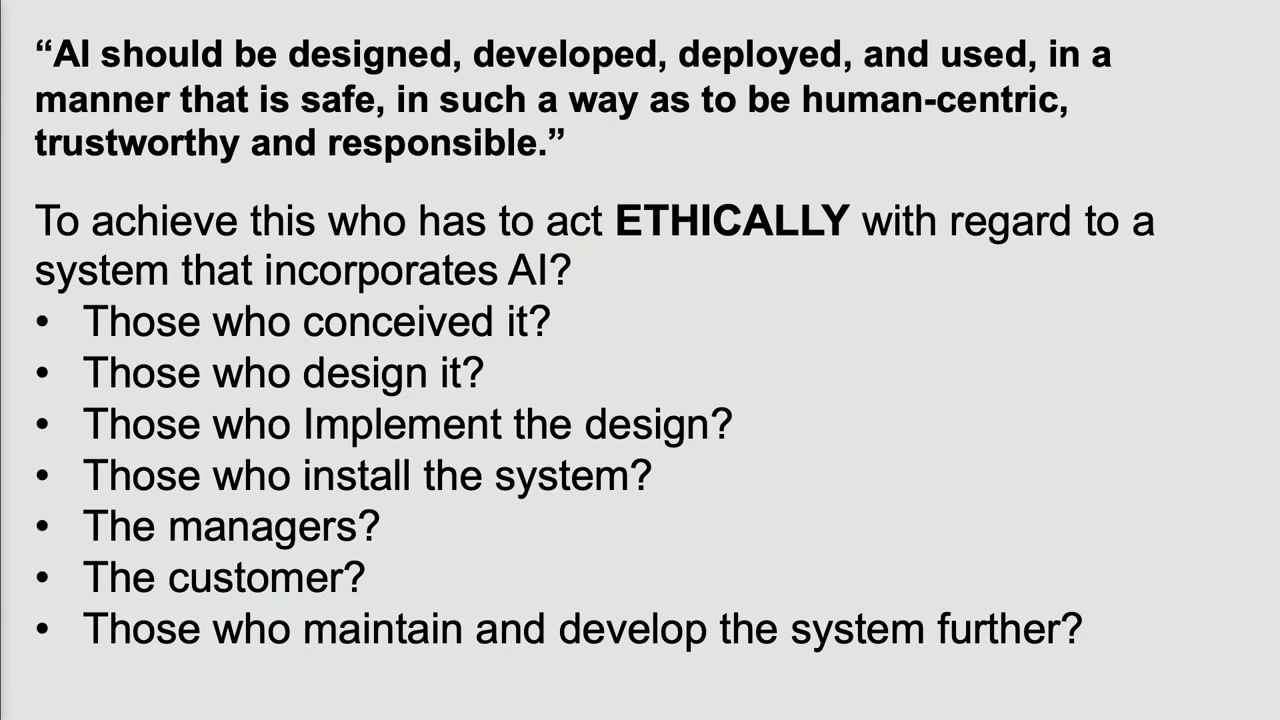 “AI should be designed, developed, deployed, and used, in a
manner that is safe, in such a way as to be human-centric,
trustworthy and responsible.”
To achieve this who has to act ETHICALLY with regard to a
system that incorporates AI?
• Those who conceived it?
• Those who design it?
• Those who Implement the design?
• Those who install the system?
• The managers?
• The customer?
• Those who maintain and develop the system further?